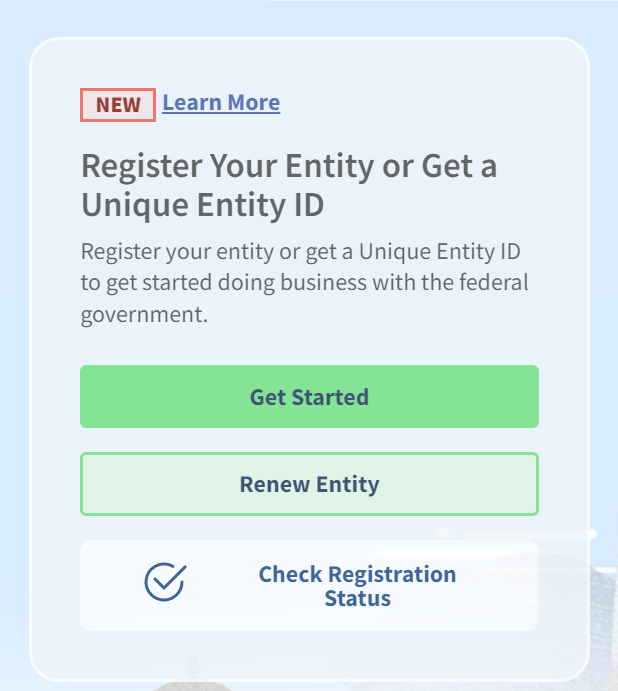 NEW Learn More
Register Your Entity or Get a
Unique Entity ID
Register your entity or get a Unique Entity ID
to get started doing business with the federal
government.
Get Started
Renew Entity
Check Registration
Status